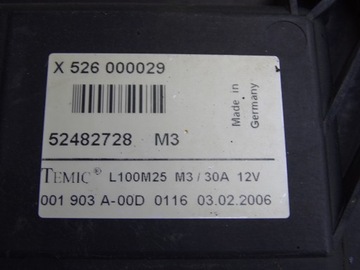 X 526 000029
52482728 M3
Made in
Germany
TEMIC® L100M25 M3 / 30A 12V
001 903 A-00D 0116 03.02.2006